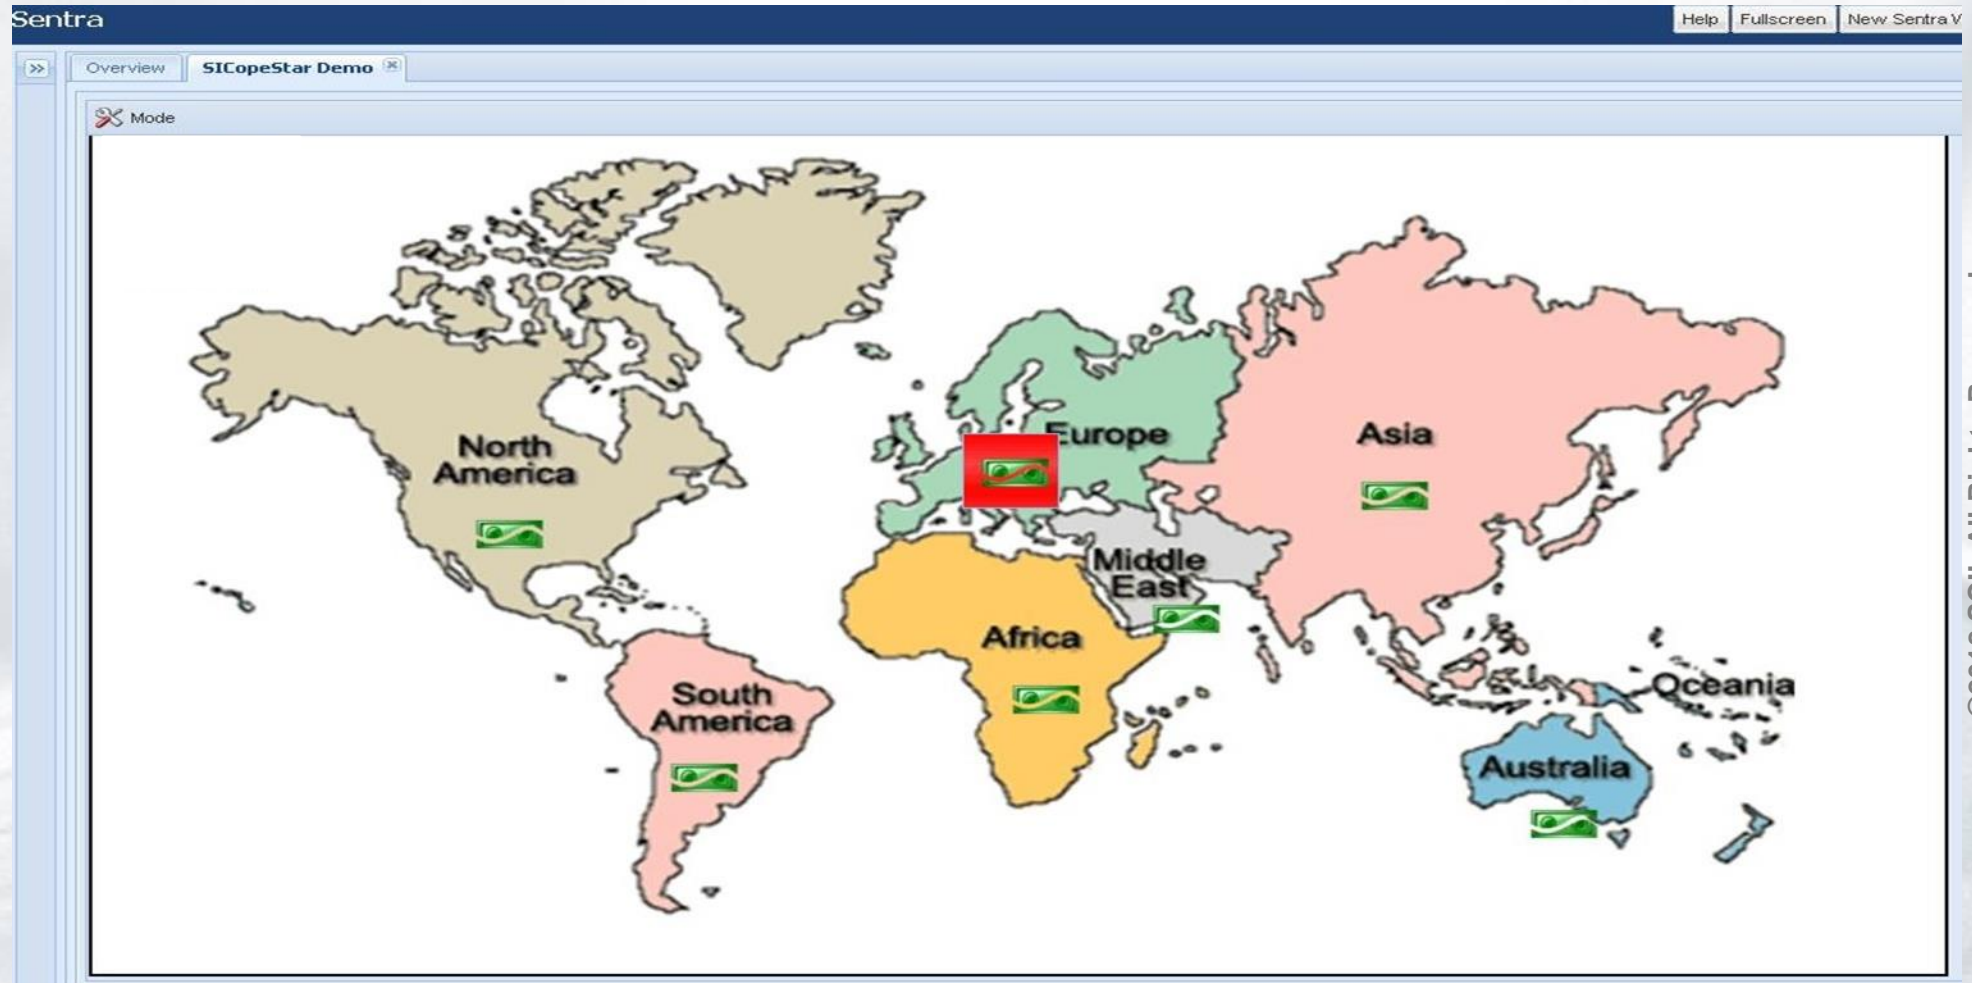 Sentra
Help
Fullscreen
New Sentra V
Overview
SICopeStar Demo
Mode
North
America
Europe
Asia
Middle
East
Africa
South
America
Oceania
Australia